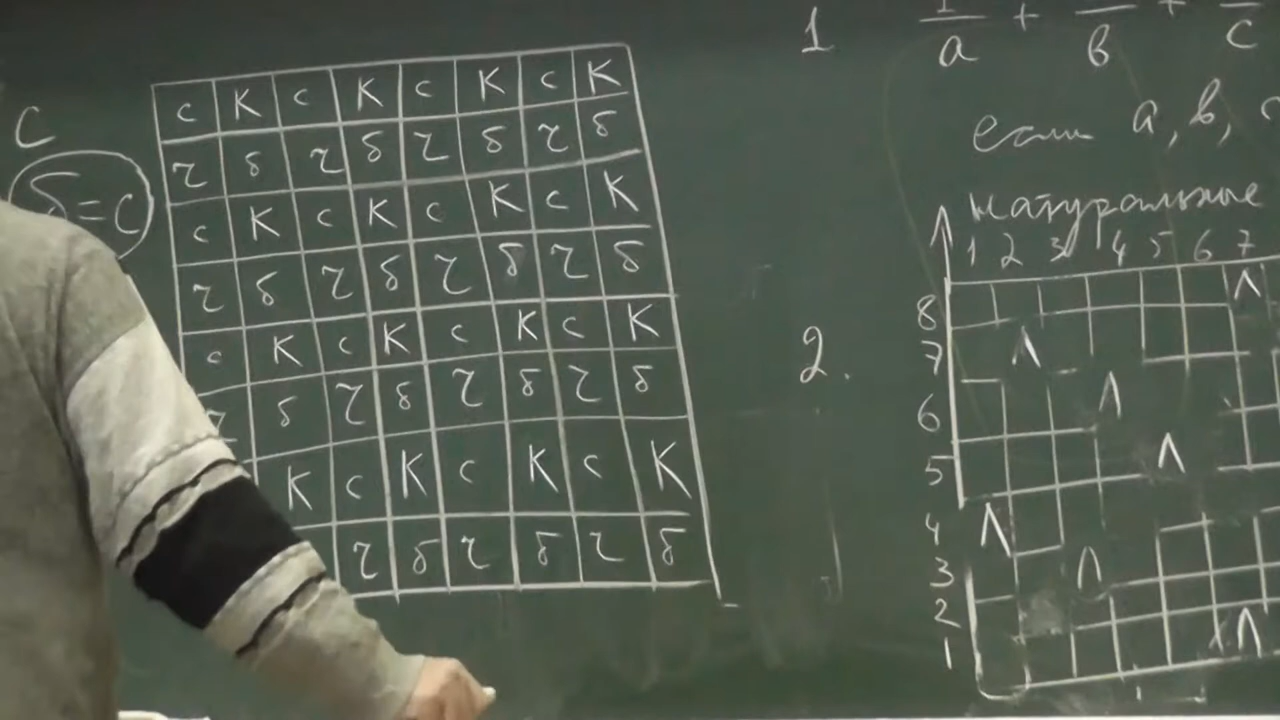 с
б=с
с К с К с К с К
ч б ч б ч б ч б
с К с К с К с К
ч б ч б ч б ч б
с К с К с К с К
б ч б ч б ч б
К с К с К с К
ч б ч б ч б
1 1/a + /в + /с
если а, в, с
натуральные
1 2 3 4 5 6 7
2.
8 Л
7 Л
6 Л
5 Л
4 Л
3 Л
2
1 Л